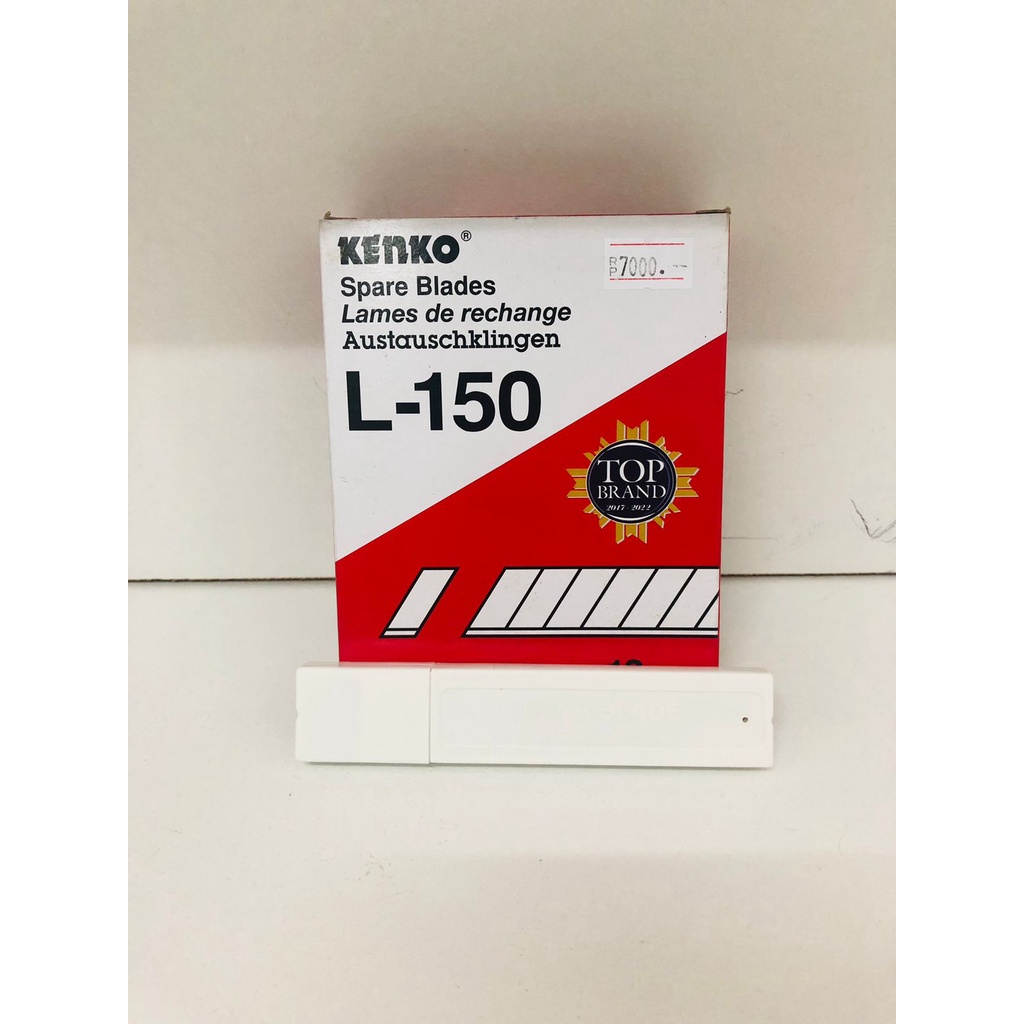 KENKO®
RP7000.--
Spare Blades
Lames de rechange
Austauschklingen
L-150
TOP
BRAND
2017 - 2022